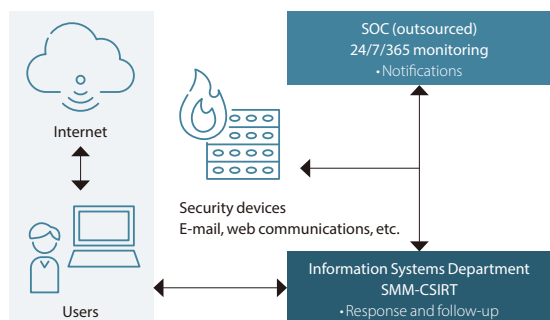 SOC (outsourced)
24/7/365 monitoring
・Notifications
Internet
Security devices
E-mail, web communications, etc.
Users
Information Systems Department
SMM-CSIRT
・Response and follow-up